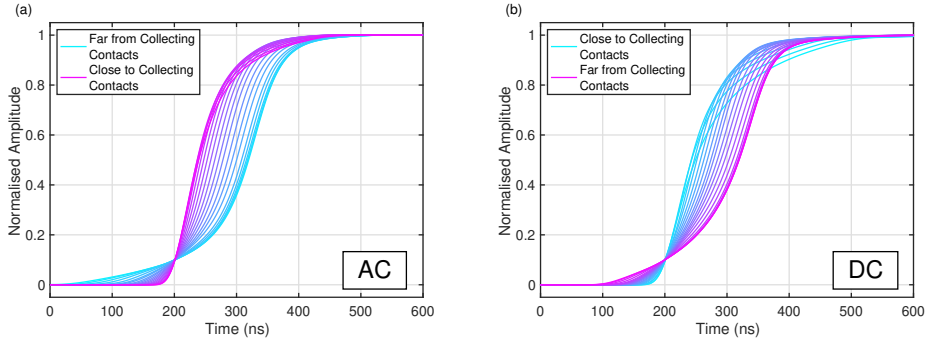 (a)
Normalised Amplitude
1
0.8
0.6
0.4
0.2
0
Far from Collecting
Contacts
Close to Collecting
Contacts
AC
0 100 200 300 400 500 600
Time (ns)
(b)
Normalised Amplitude
1
0.8
0.6
0.4
0.2
0
Close to Collecting
Contacts
Far from Collecting
Contacts
DC
0 100 200 300 400 500 600
Time (ns)